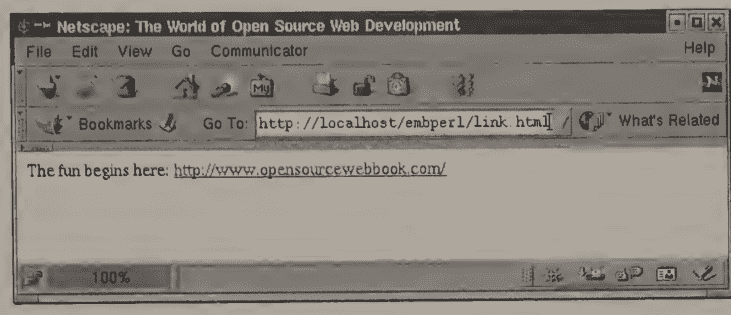 Netscape: The World of Open Source Web Development
File Edit View Go Communicator Help
My
N
Bookmarks Go To: http://localhost/embperl/link.html What's Related
The fun begins here: http://www.opensourcewebbook.com/
100%